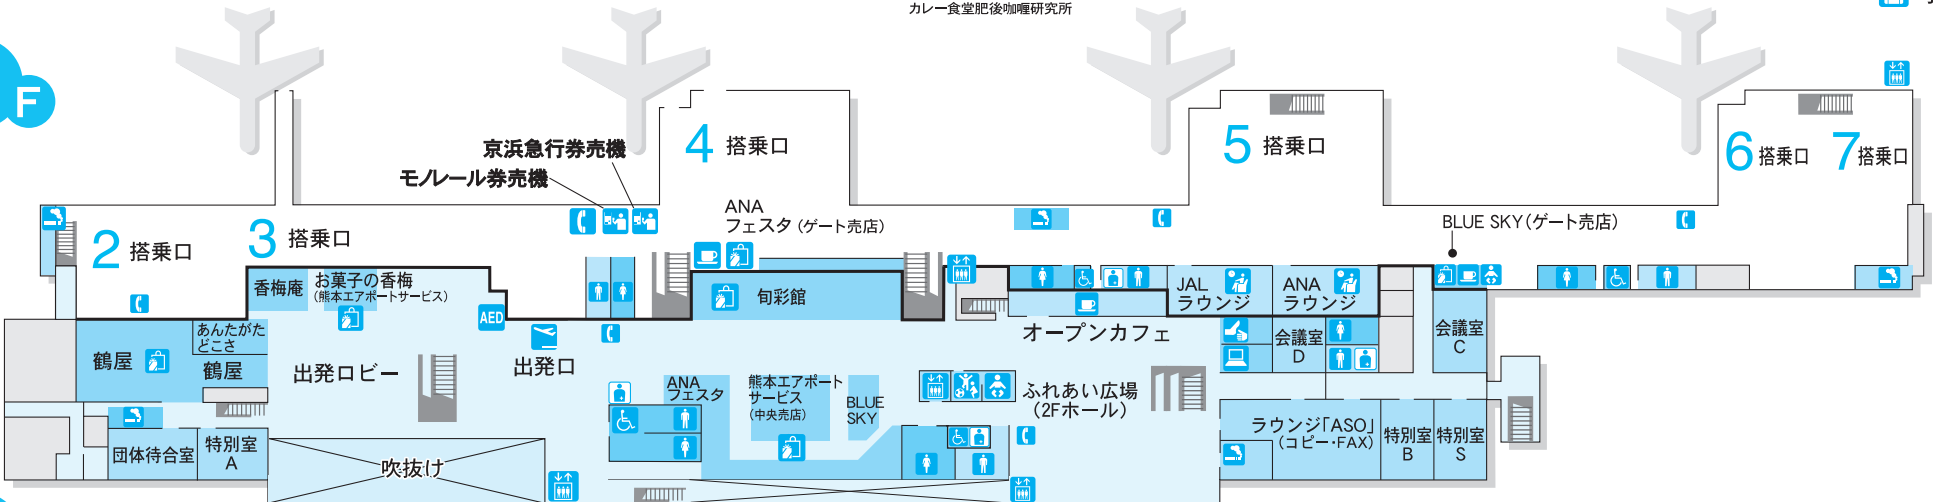 カレー食堂肥後咖喱研究所
F
京浜急行券売機
モノレール券売機
4 搭乗口
5 搭乗口
6 搭乗口
7 搭乗口
ANA
フェスタ(ゲート売店)
BLUE SKY(ゲート売店)
2 搭乗口
3 搭乗口
香梅庵
お菓子の香梅
(熊本エアポートサービス)
旬彩館
JAL
ラウンジ
ANA
ラウンジ
AED
あんたがた
どこさ
鶴屋
鶴屋
出発ロビー
出発口
オープンカフェ
会議室
D
会議室
C
ANA
フェスタ
熊本エアポート
サービス
(中央売店)
BLUE
SKY
ふれあい広場
(2Fホール)
ラウンジ「ASO」
(コピー・FAX)
特別室
B
特別室
S
団体待合室
特別室
A
吹抜け